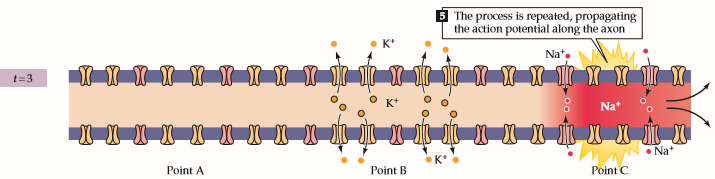 5 The process is repeated, propagating
the action potential along the axon
K+
Na+
t=3
K+
Na+
K+
Na+
Point A
Point B
Point C